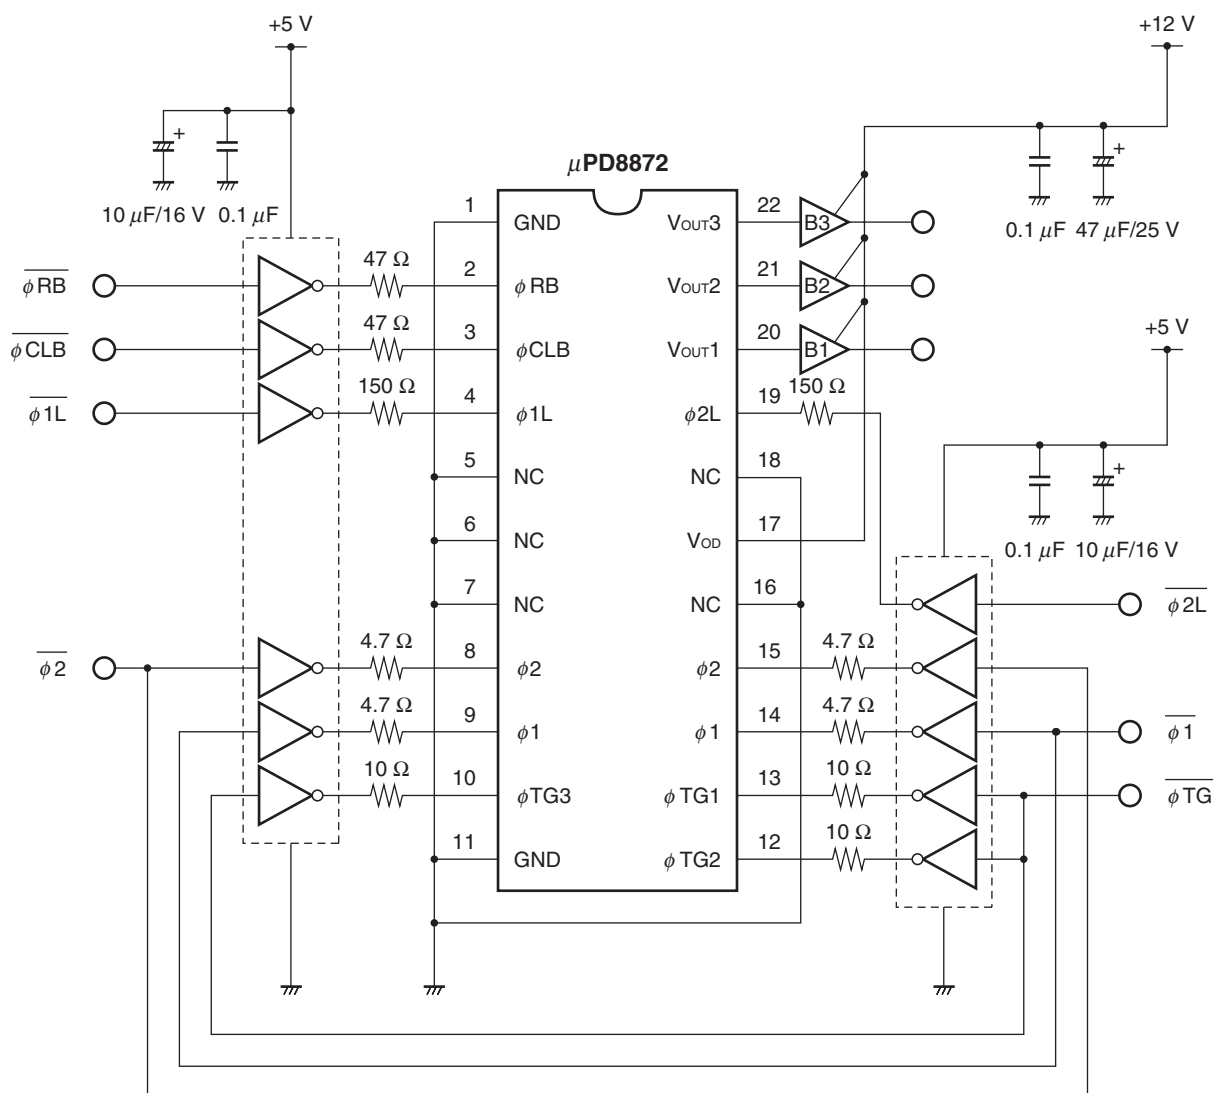 +5 V
+12 V
10 μF/16 V
0.1 μF
μPD8872
0.1 μF
47 μF/25 V
1
GND
VOUT3
22
B3
φRB
47 Ω
2
φRB
VOUT2
21
B2
φCLB
47 Ω
3
φCLB
VOUT1
20
B1
+5 V
φ1L
150 Ω
4
φ1L
φ2L
19
150 Ω
5
NC
NC
18
6
NC
VOD
17
0.1 μF
10 μF/16 V
7
NC
NC
16
φ2L
φ2
4.7 Ω
8
φ2
φ2
15
4.7 Ω
4.7 Ω
9
φ1
φ1
14
4.7 Ω
φ1
10 Ω
10
φTG3
φTG1
13
10 Ω
φTG
11
GND
φTG2
12
10 Ω